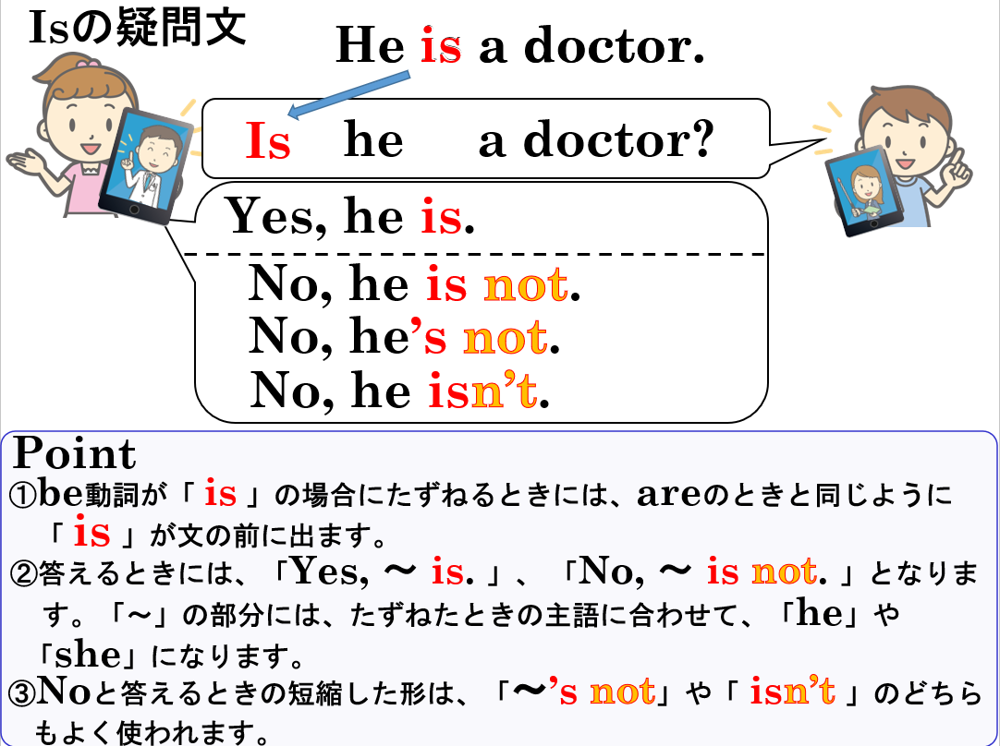 Isの疑問文
He is a doctor.
Is he a doctor?
Yes, he is.
No, he is not.
No, he’s not.
No, he isn’t.
Point
①be動詞が「 is 」の場合にたずねるときには、areのときと同じように
「 is 」が文の前に出ます。
②答えるときには、「Yes, ～ is. 」、「No, ～ is not. 」となりま
す。「～」の部分には、たずねたときの主語に合わせて、「he」や
「she」になります。
③Noと答えるときの短縮した形は、「～’s not」や「 isn’t 」のどちら
もよく使われます。